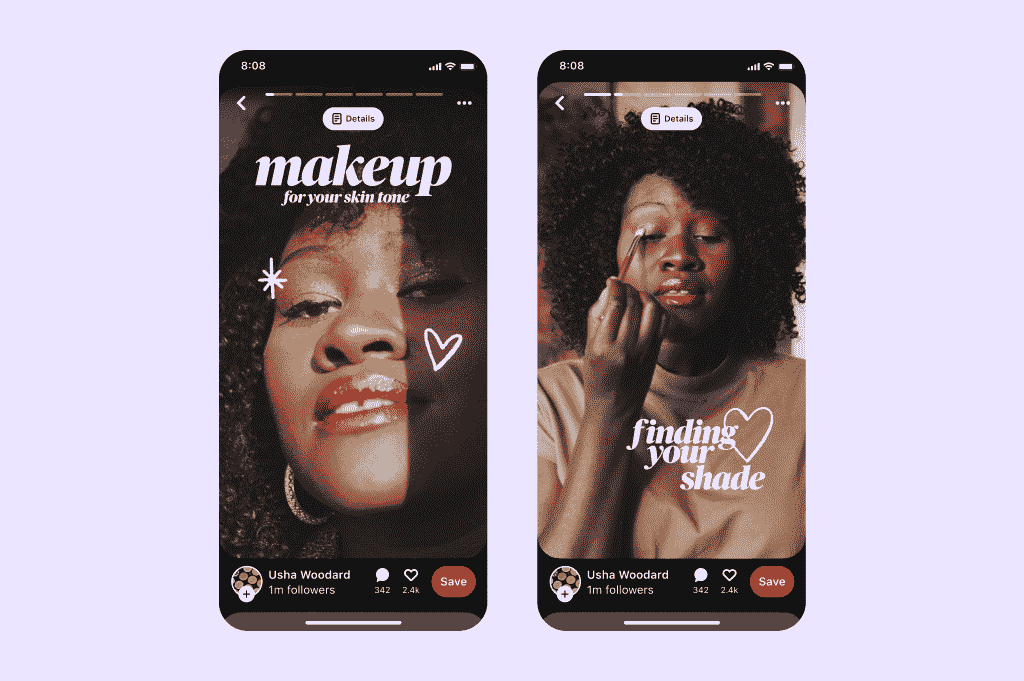 8:08
Details
makeup
for your skin tone
Usha Woodard
1m followers
342
2.4k
Save
8:08
Details
finding
your
shade
Usha Woodard
1m followers
342
2.4k
Save